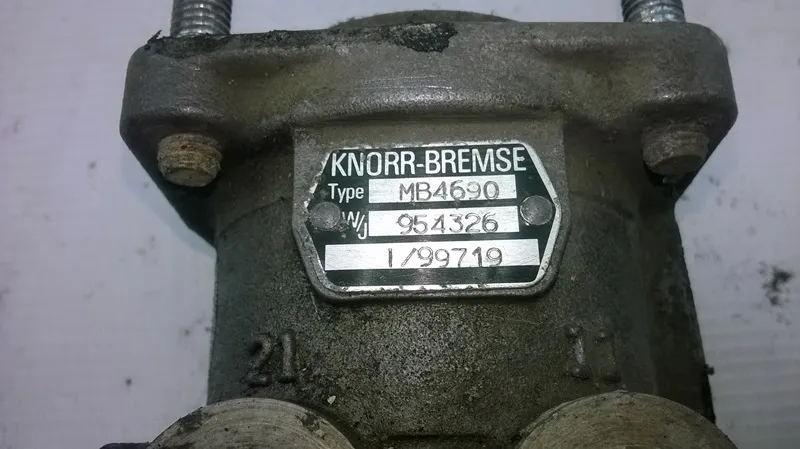 KNORR-BREMSE
Type MB4690
W/J 954326
I/99719
21 11